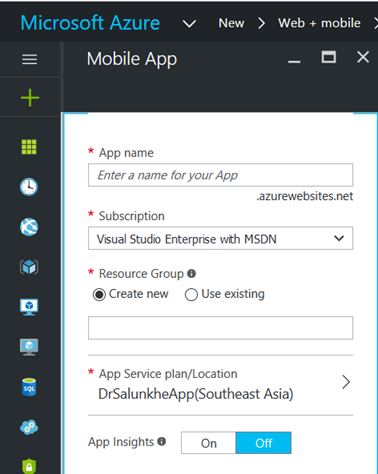 Microsoft Azure New > Web + mobile >
Mobile App
* App name
Enter a name for your App
.azurewebsites.net
* Subscription
Visual Studio Enterprise with MSDN
* Resource Group
Create new Use existing
* App Service plan/Location
DrSalunkheApp(Southeast Asia)
App Insights On Off
SQL